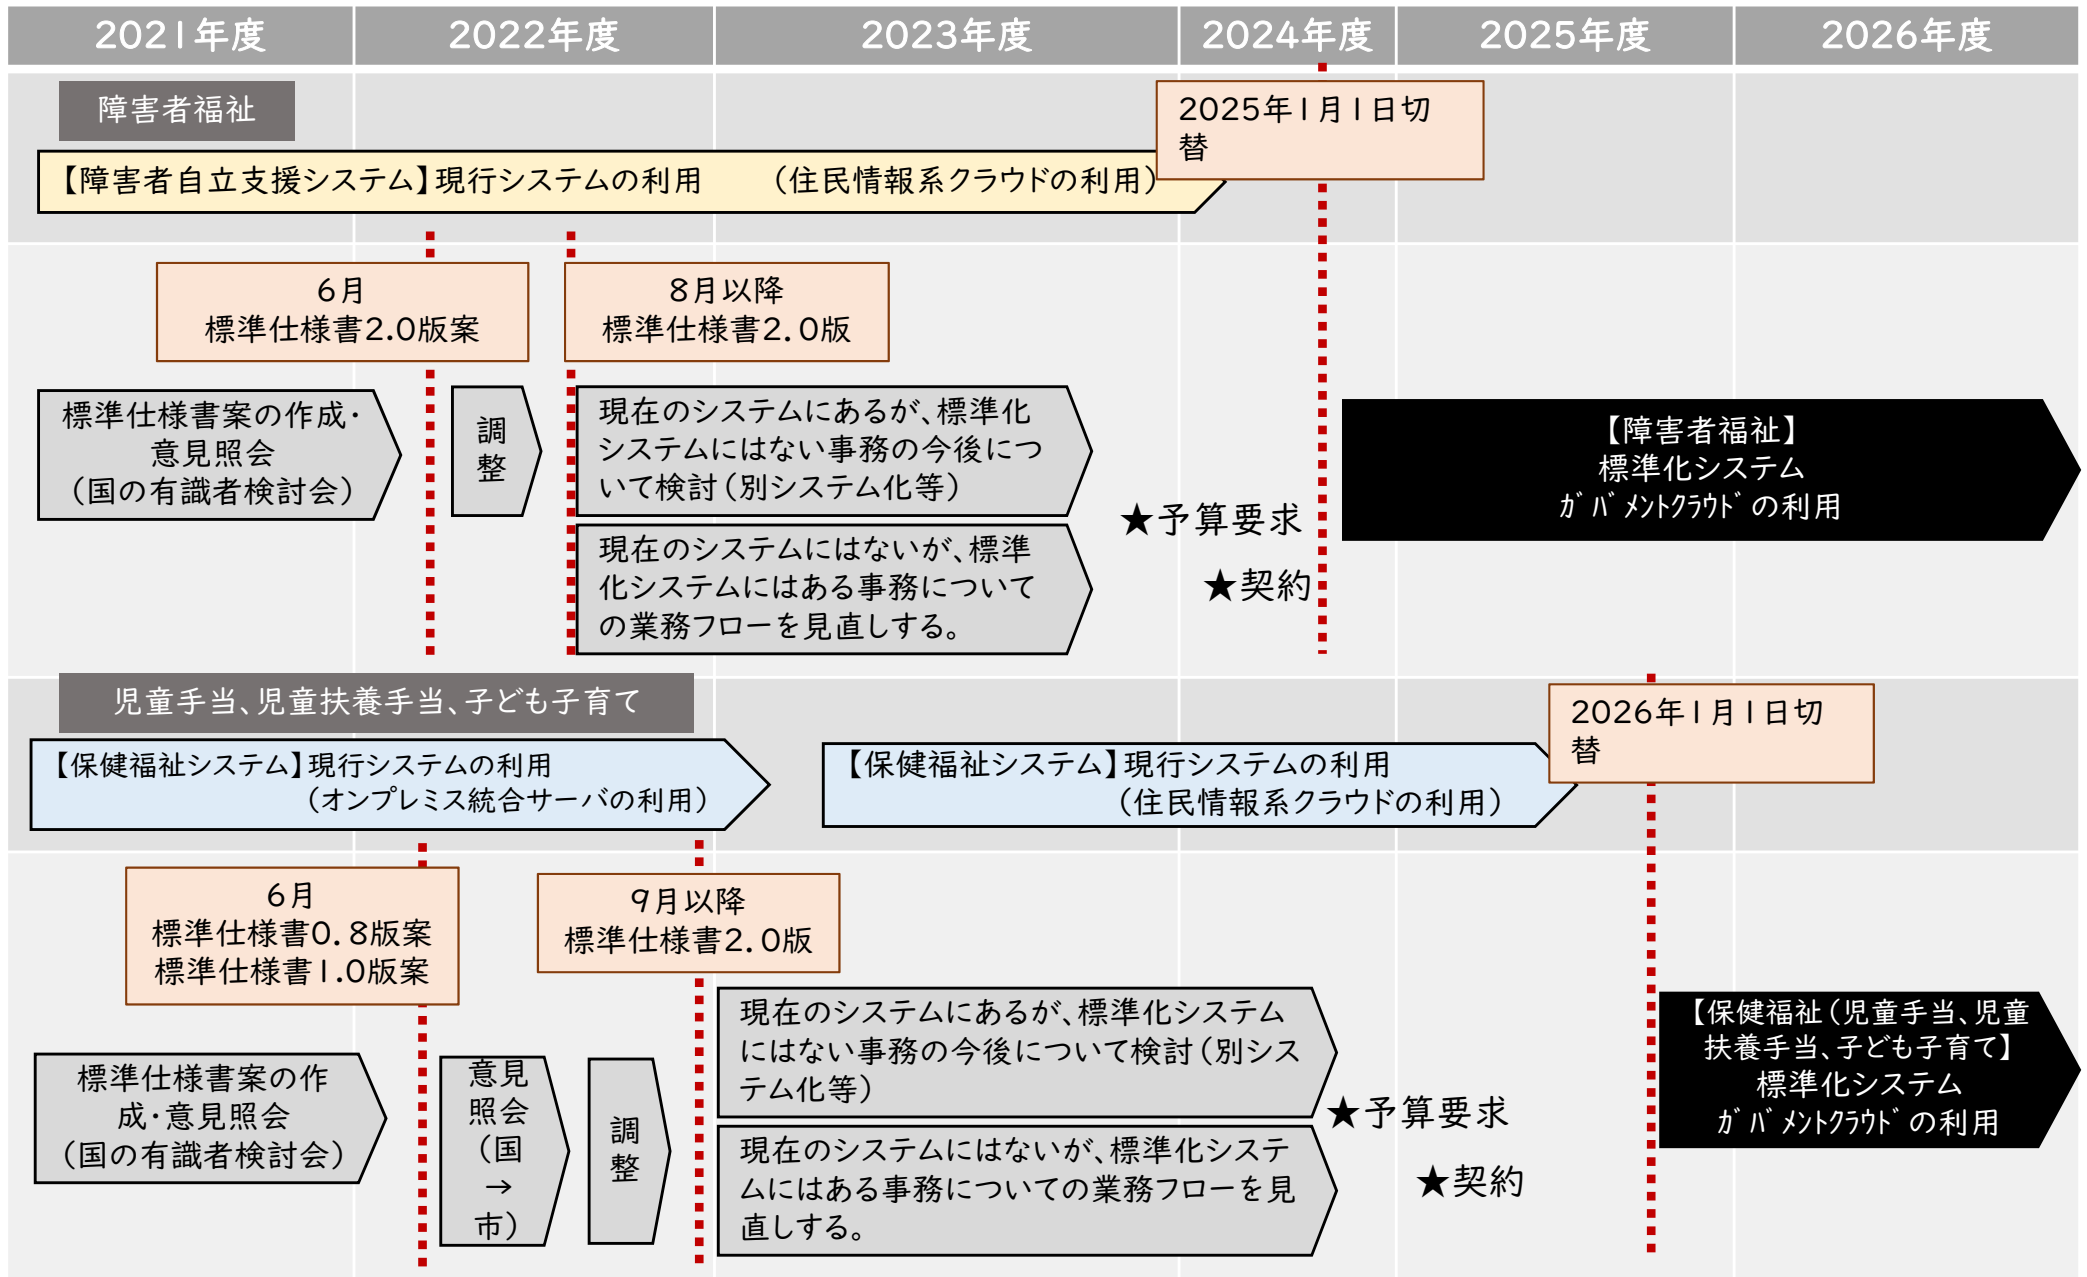 2021年度
2022年度
2023年度
2024年度
2025年度
2026年度
障害者福祉
2025年1月1日切
替
【障害者自立支援システム】現行システムの利用　　（住民情報系クラウドの利用）
6月
標準仕様書2.0版案
8月以降
標準仕様書2.0版
標準仕様書案の作成・
意見照会
（国の有識者検討会）
調
整
現在のシステムにあるが、標準化
システムにはない事務の今後につ
いて検討（別システム化等）
現在のシステムにはないが、標準
化システムにはある事務について
の業務フローを見直しする。
★予算要求
★契約
【障害者福祉】
標準化システム
ｶﾞﾊﾞﾒﾝﾄｸﾗｳﾄﾞの利用
児童手当、児童扶養手当、子ども子育て
2026年1月1日切
替
【保健福祉システム】現行システムの利用
（オンプレミス統合サーバの利用）
【保健福祉システム】現行システムの利用
（住民情報系クラウドの利用）
6月
標準仕様書0.8版案
標準仕様書1.0版案
9月以降
標準仕様書2.0版
標準仕様書案の作
成・意見照会
（国の有識者検討会）
意見
照会
（国
→
市）
調
整
現在のシステムにあるが、標準化システム
にはない事務の今後について検討（別シス
テム化等）
現在のシステムにはないが、標準化システ
ムにはある事務についての業務フローを見
直しする。
★予算要求
★契約
【保健福祉（児童手当、児童
扶養手当、子ども子育て】
標準化システム
ｶﾞﾊﾞﾒﾝﾄｸﾗｳﾄﾞの利用